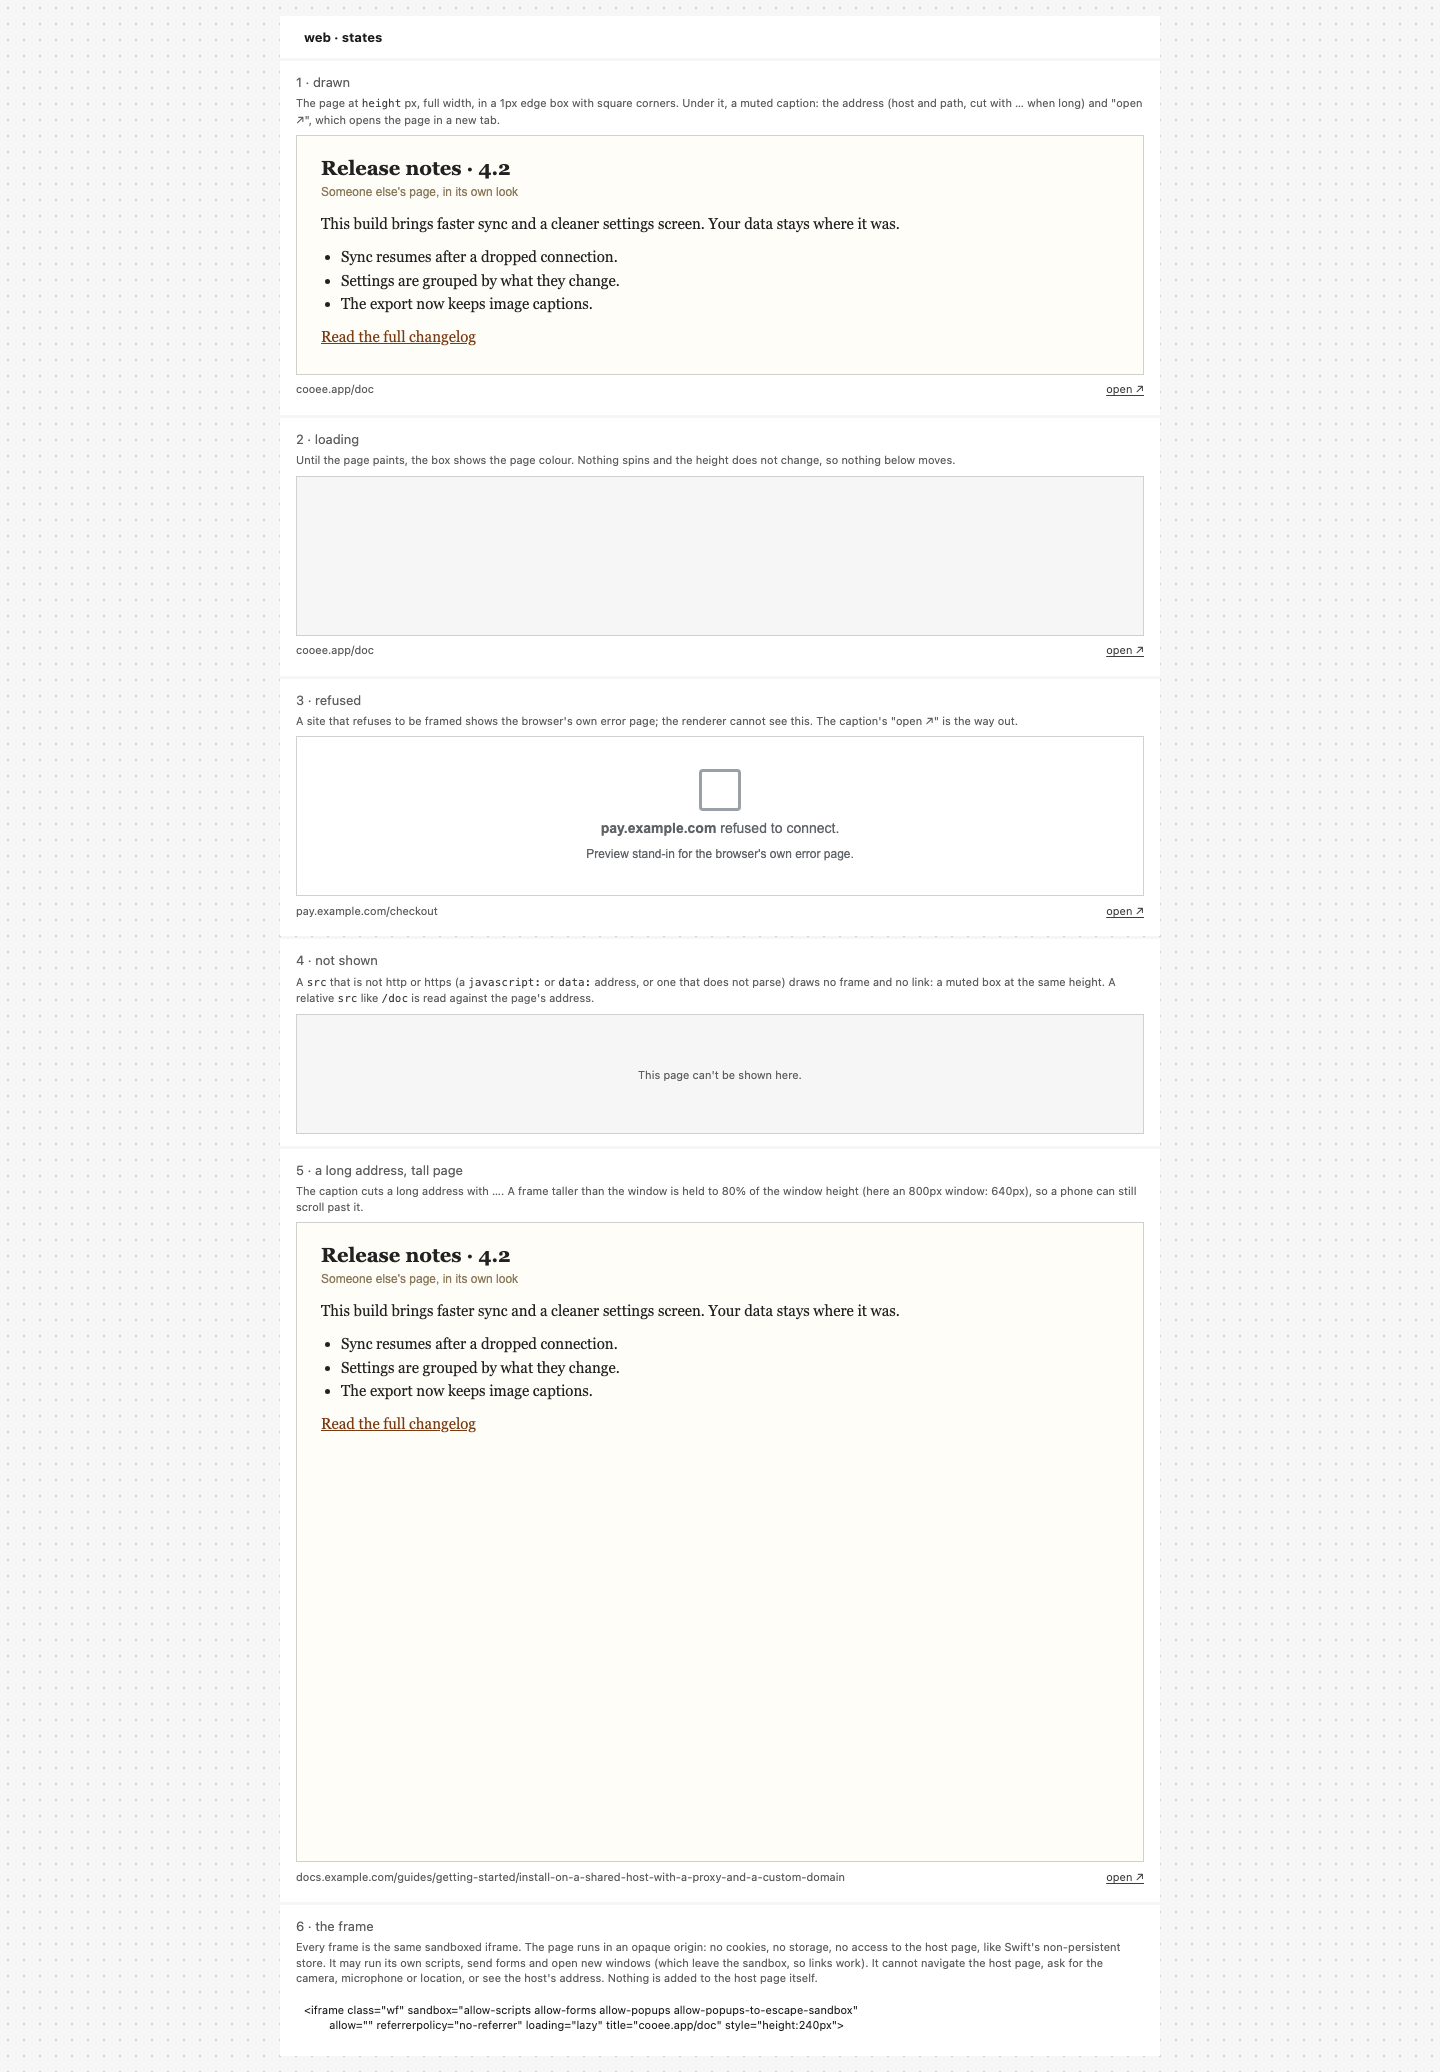 web · states
1 · drawn
The page at height px, full width, in a 1px edge box with square corners. Under it, a muted caption: the address (host and path, cut with … when long) and "open
↗", which opens the page in a new tab.
Release notes · 4.2
Someone else's page, in its own look
This build brings faster sync and a cleaner settings screen. Your data stays where it was.
• Sync resumes after a dropped connection.
• Settings are grouped by what they change.
• The export now keeps image captions.
Read the full changelog
cooee.app/doc open ↗
2 · loading
Until the page paints, the box shows the page colour. Nothing spins and the height does not change, so nothing below moves.
cooee.app/doc open ↗
3 · refused
A site that refuses to be framed shows the browser's own error page; the renderer cannot see this. The caption's "open ↗" is the way out.
pay.example.com refused to connect.
Preview stand-in for the browser's own error page.
pay.example.com/checkout open ↗
4 · not shown
A src that is not http or https (a javascript: or data: address, or one that does not parse) draws no frame and no link: a muted box at the same height. A
relative src like /doc is read against the page's address.
This page can't be shown here.
5 · a long address, tall page
The caption cuts a long address with …. A frame taller than the window is held to 80% of the window height (here an 800px window: 640px), so a phone can still
scroll past it.
Release notes · 4.2
Someone else's page, in its own look
This build brings faster sync and a cleaner settings screen. Your data stays where it was.
• Sync resumes after a dropped connection.
• Settings are grouped by what they change.
• The export now keeps image captions.
Read the full changelog
docs.example.com/guides/getting-started/install-on-a-shared-host-with-a-proxy-and-a-custom-domain open ↗
6 · the frame
Every frame is the same sandboxed iframe. The page runs in an opaque origin: no cookies, no storage, no access to the host page, like Swift's non-persistent
store. It may run its own scripts, send forms and open new windows (which leave the sandbox, so links work). It cannot navigate the host page, ask for the
camera, microphone or location, or see the host's address. Nothing is added to the host page itself.
<iframe class="wf" sandbox="allow-scripts allow-forms allow-popups allow-popups-to-escape-sandbox"
allow="" referrerpolicy="no-referrer" loading="lazy" title="cooee.app/doc" style="height:240px">